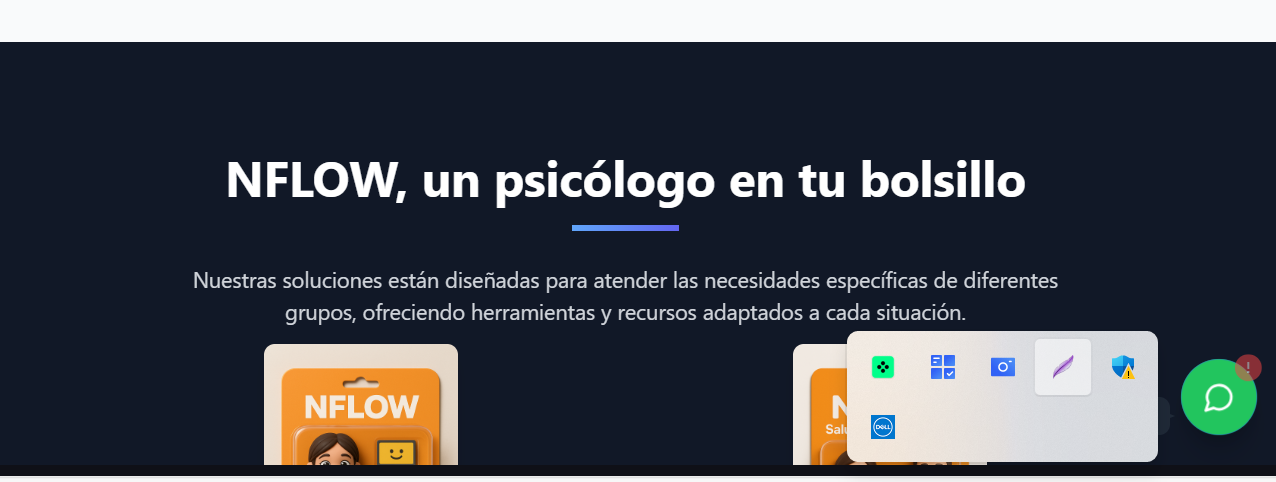 NFLOW, un psicólogo en tu bolsillo
Nuestras soluciones están diseñadas para atender las necesidades específicas de diferentes
grupos, ofreciendo herramientas y recursos adaptados a cada situación.
NFLOW
N
Salu
DELL
!